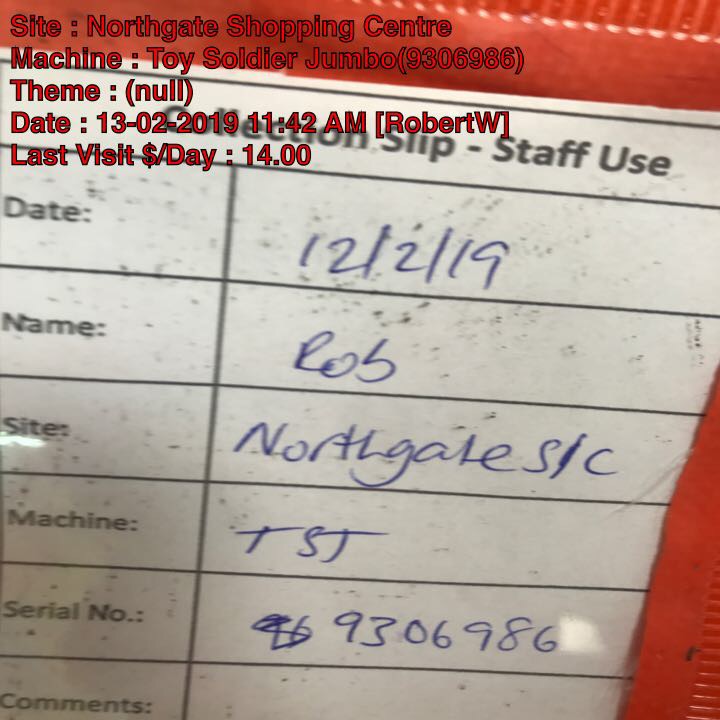 Site : Northgate Shopping Centre
Machine : Toy Soldier Jumbo(9306986)
Theme : (null)
Date : 13-02-2019 11:42 AM [RobertW]
Last Visit $/Day : 14.00
Collection Slip - Staff Use
Date: 12/2/19
Name: Rob
Site: Northgate S/C
Machine: TSJ
Serial No.: 9306986
Comments: